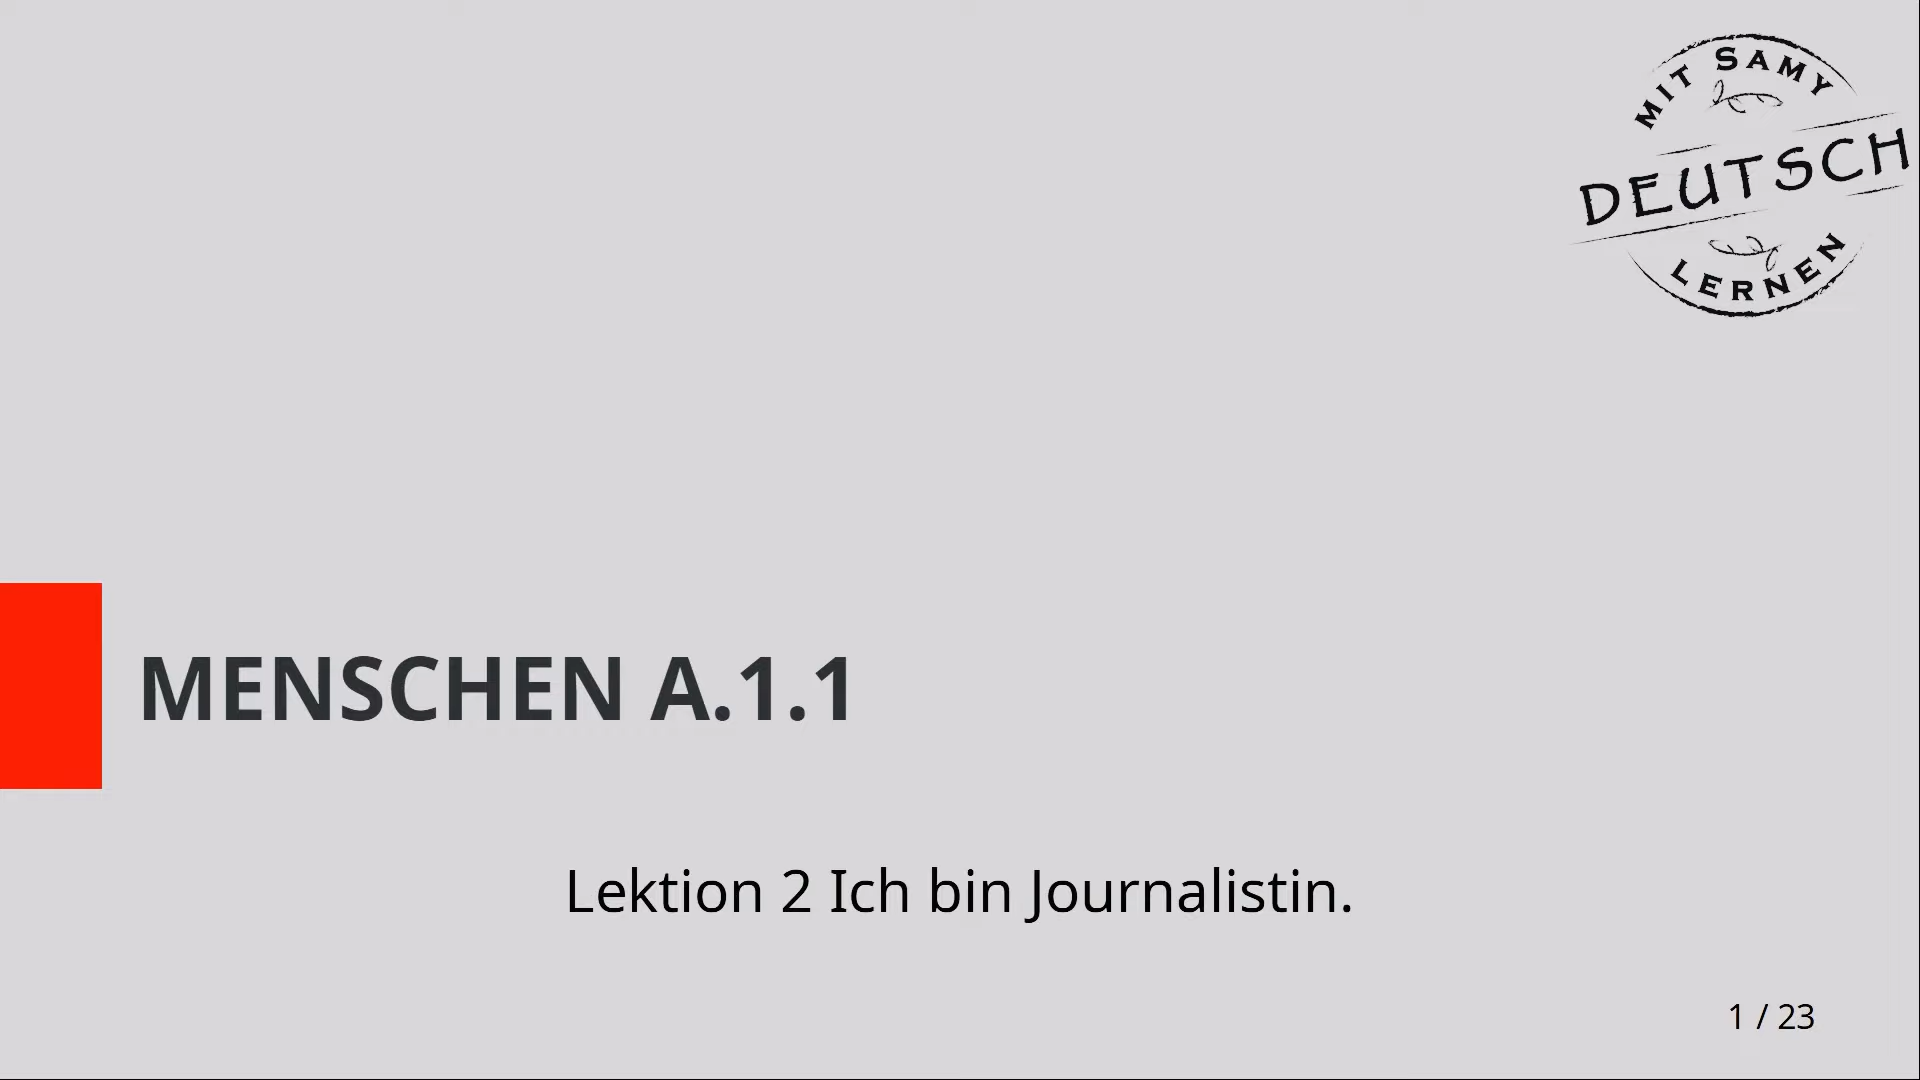 MIT SAMY
DEUTSCH
LERNEN
MENSCHEN A.1.1
Lektion 2 Ich bin Journalistin.
1 / 23